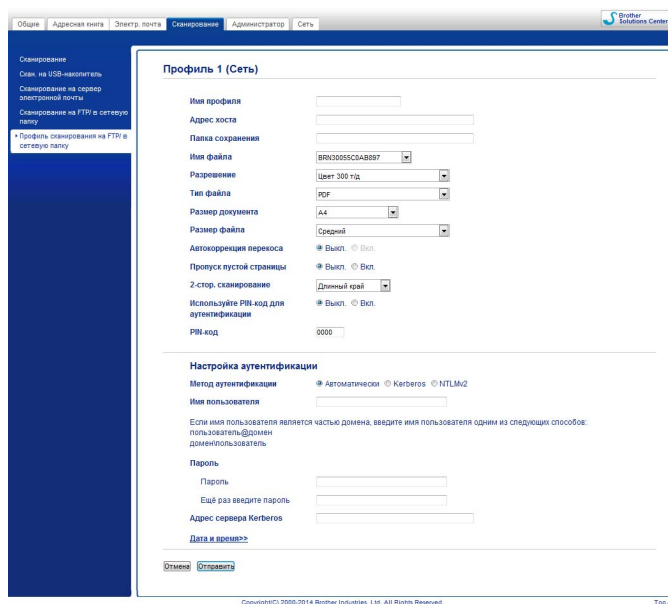 Общие Адресная книга Электр. почта Сканирование Администратор Сеть
Brother
Solutions Center
Сканирование
Скан. на USB-накопитель
Сканирование на сервер
электронной почты
Сканирование на FTP/ в сетевую
папку
Профиль сканирования на FTP/ в
сетевую папку
Профиль 1 (Сеть)
Имя профиля
Адрес хоста
Папка сохранения
Имя файла BRN30055C0AB897
Разрешение Цвет 300 т/д
Тип файла PDF
Размер документа A4
Размер файла Средний
Автокоррекция перекоса Выкл. Вкл.
Пропуск пустой страницы Выкл. Вкл.
2-стор. сканирование Длинный край
Используйте PIN-код для
аутентификации Выкл. Вкл.
PIN-код 0000
Настройка аутентификации
Метод аутентификации Автоматически Kerberos NTLMv2
Имя пользователя
Если имя пользователя является частью домена, введите имя пользователя одним из следующих способов:
пользователь@домен
домен\пользователь
Пароль
Пароль
Ещё раз введите пароль
Адрес сервера Kerberos
Дата и время>>
Отмена Отправить
Copyright(C) 2000-2014 Brother Industries, Ltd. All Rights Reserved.
Top